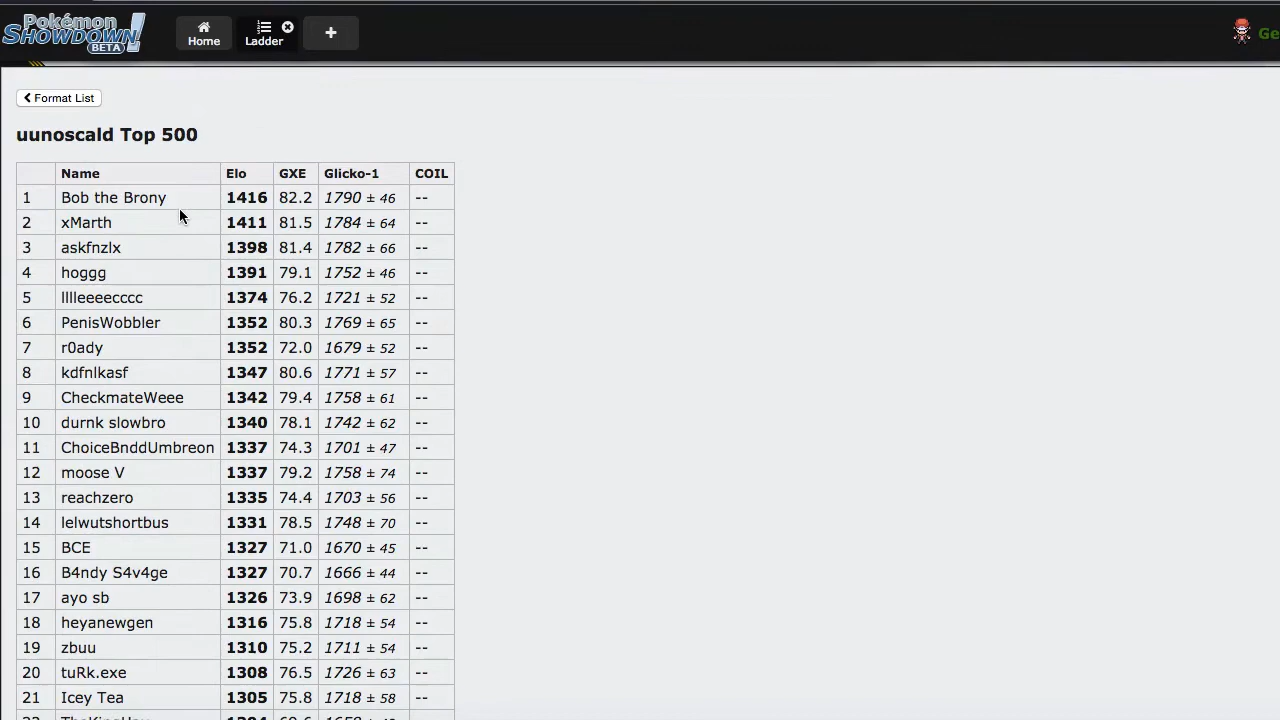 Pokémon
SHOWDOWN!
BETA
Home
Ladder
+
Ge
Format List
uunoscald Top 500
Name Elo GXE Glicko-1 COIL
1 Bob the Brony 1416 82.2 1790 ± 46 --
2 xMarth 1411 81.5 1784 ± 64 --
3 askfnzlx 1398 81.4 1782 ± 66 --
4 hoggg 1391 79.1 1752 ± 46 --
5 lllleeeecccc 1374 76.2 1721 ± 52 --
6 PenisWobbler 1352 80.3 1769 ± 65 --
7 r0ady 1352 72.0 1679 ± 52 --
8 kdfnlkasf 1347 80.6 1771 ± 57 --
9 CheckmateWeee 1342 79.4 1758 ± 61 --
10 durnk slowbro 1340 78.1 1742 ± 62 --
11 ChoiceBnddUmbreon 1337 74.3 1701 ± 47 --
12 moose V 1337 79.2 1758 ± 74 --
13 reachzero 1335 74.4 1703 ± 56 --
14 lelwutshortbus 1331 78.5 1748 ± 70 --
15 BCE 1327 71.0 1670 ± 45 --
16 B4ndy S4v4ge 1327 70.7 1666 ± 44 --
17 ayo sb 1326 73.9 1698 ± 62 --
18 heyanewgen 1316 75.8 1718 ± 54 --
19 zbuu 1310 75.2 1711 ± 54 --
20 tuRk.exe 1308 76.5 1726 ± 63 --
21 Icey Tea 1305 75.8 1718 ± 58 --